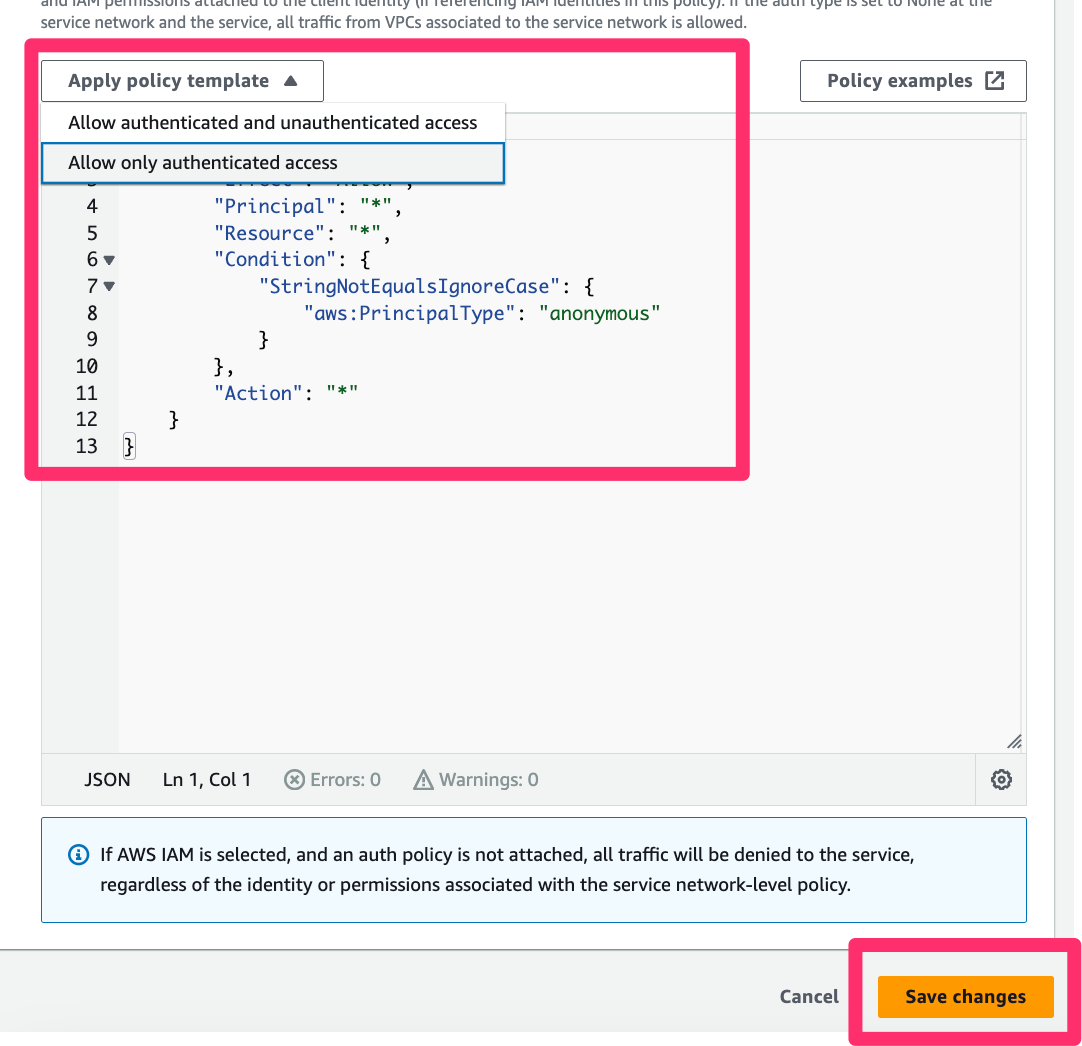 and IAM permissions attached to the client identity (if referencing IAM identities in this policy). If the auth type is set to None at the
service network and the service, all traffic from VPCs associated to the service network is allowed.
Apply policy template
Policy examples
Allow authenticated and unauthenticated access
Allow only authenticated access
4 "Principal": "*",
5 "Resource": "*",
6 "Condition": {
7 "StringNotEqualsIgnoreCase": {
8 "aws:PrincipalType": "anonymous"
9 }
10 },
11 "Action": "*"
12 }
13 }
JSON Ln 1, Col 1 Errors: 0 Warnings: 0
If AWS IAM is selected, and an auth policy is not attached, all traffic will be denied to the service,
regardless of the identity or permissions associated with the service network-level policy.
Cancel
Save changes